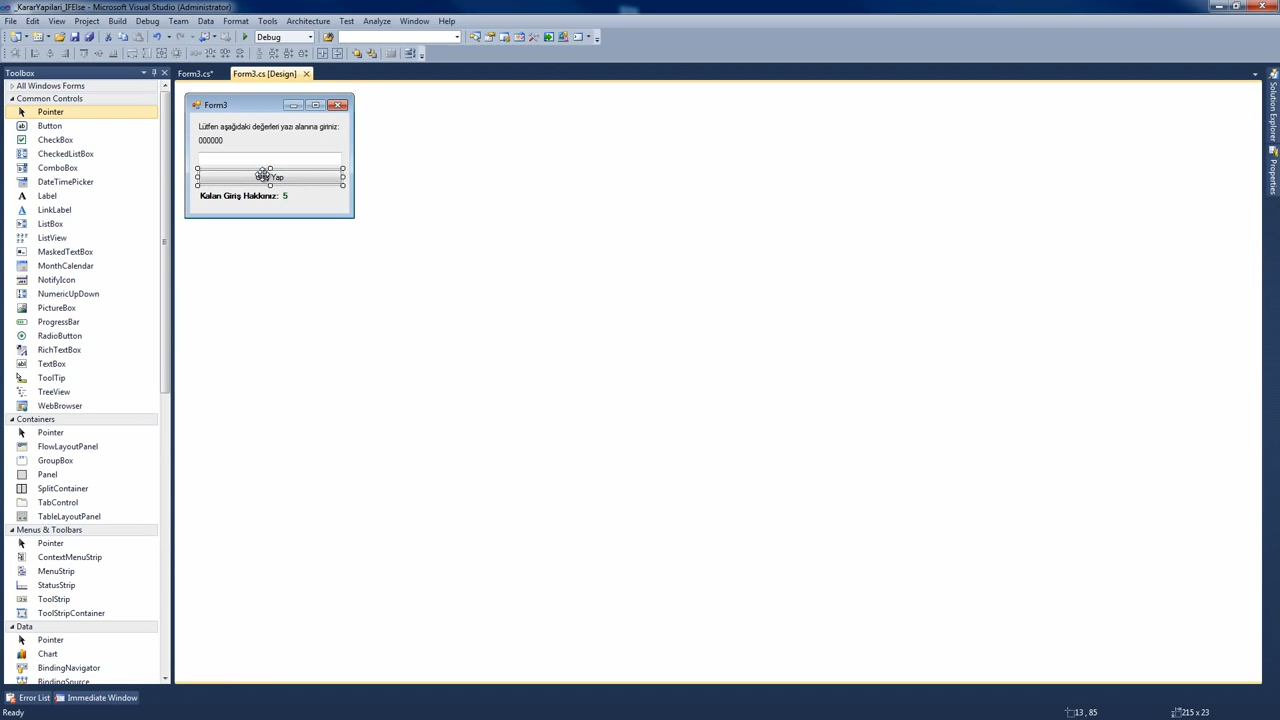 _KararYapilari_IFElse - Microsoft Visual Studio (Administrator)
File Edit View Project Build Debug Team Data Format Tools Architecture Test Analyze Window Help
Debug
Toolbox
Form3.cs* Form3.cs [Design]
All Windows Forms
Common Controls
Pointer
Button
CheckBox
CheckedListBox
ComboBox
DateTimePicker
Label
LinkLabel
ListBox
ListView
MaskedTextBox
MonthCalendar
NotifyIcon
NumericUpDown
PictureBox
ProgressBar
RadioButton
RichTextBox
TextBox
ToolTip
TreeView
WebBrowser
Containers
Pointer
FlowLayoutPanel
GroupBox
Panel
SplitContainer
TabControl
TableLayoutPanel
Menus & Toolbars
Pointer
ContextMenuStrip
MenuStrip
StatusStrip
ToolStrip
ToolStripContainer
Data
Pointer
Chart
BindingNavigator
BindingSource
Form3
Lütfen aşağıdaki değerleri yazı alanına giriniz:
000000
Yap
Kalan Giriş Hakkınız: 5
Solution Explorer
Properties
Error List Immediate Window
Ready 13 , 85 215 x 23